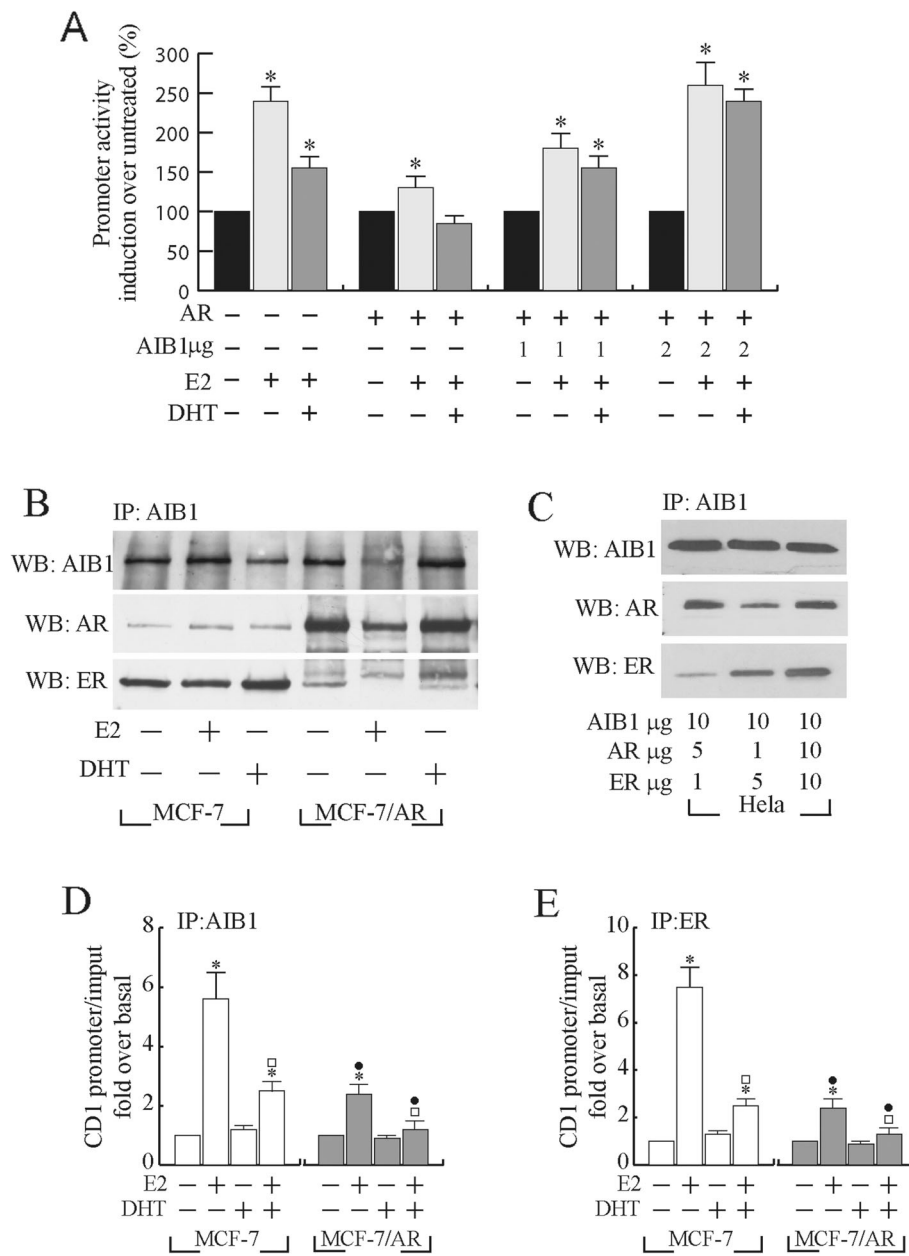 A
Promoter activity
induction over untreated (%)
300
250
200
150
100
50
0
* * * * * * *
AR − − − + + + + + + + + +
AIB1µg − − − − − − 1 1 1 2 2 2
E2 − + + − + + − + + − + +
DHT − − + − − + − − + − − +
B
IP: AIB1
WB: AIB1
WB: AR
WB: ER
E2 − + − − + −
DHT − − + − − +
MCF-7 MCF-7/AR
C
IP: AIB1
WB: AIB1
WB: AR
WB: ER
AIB1 µg 10 10 10
AR µg 5 1 10
ER µg 1 5 10
Hela
D
IP:AIB1
CD1 promoter/imput
fold over basal
8
6
4
2
0
* □ * ● * ● □
E2 − + − + − + − +
DHT − − + + − − + +
MCF-7 MCF-7/AR
E
IP:ER
CD1 promoter/imput
fold over basal
10
8
6
4
2
0
* □ * ● * ● □
E2 − + − + − + − +
DHT − − + + − − + +
MCF-7 MCF-7/AR